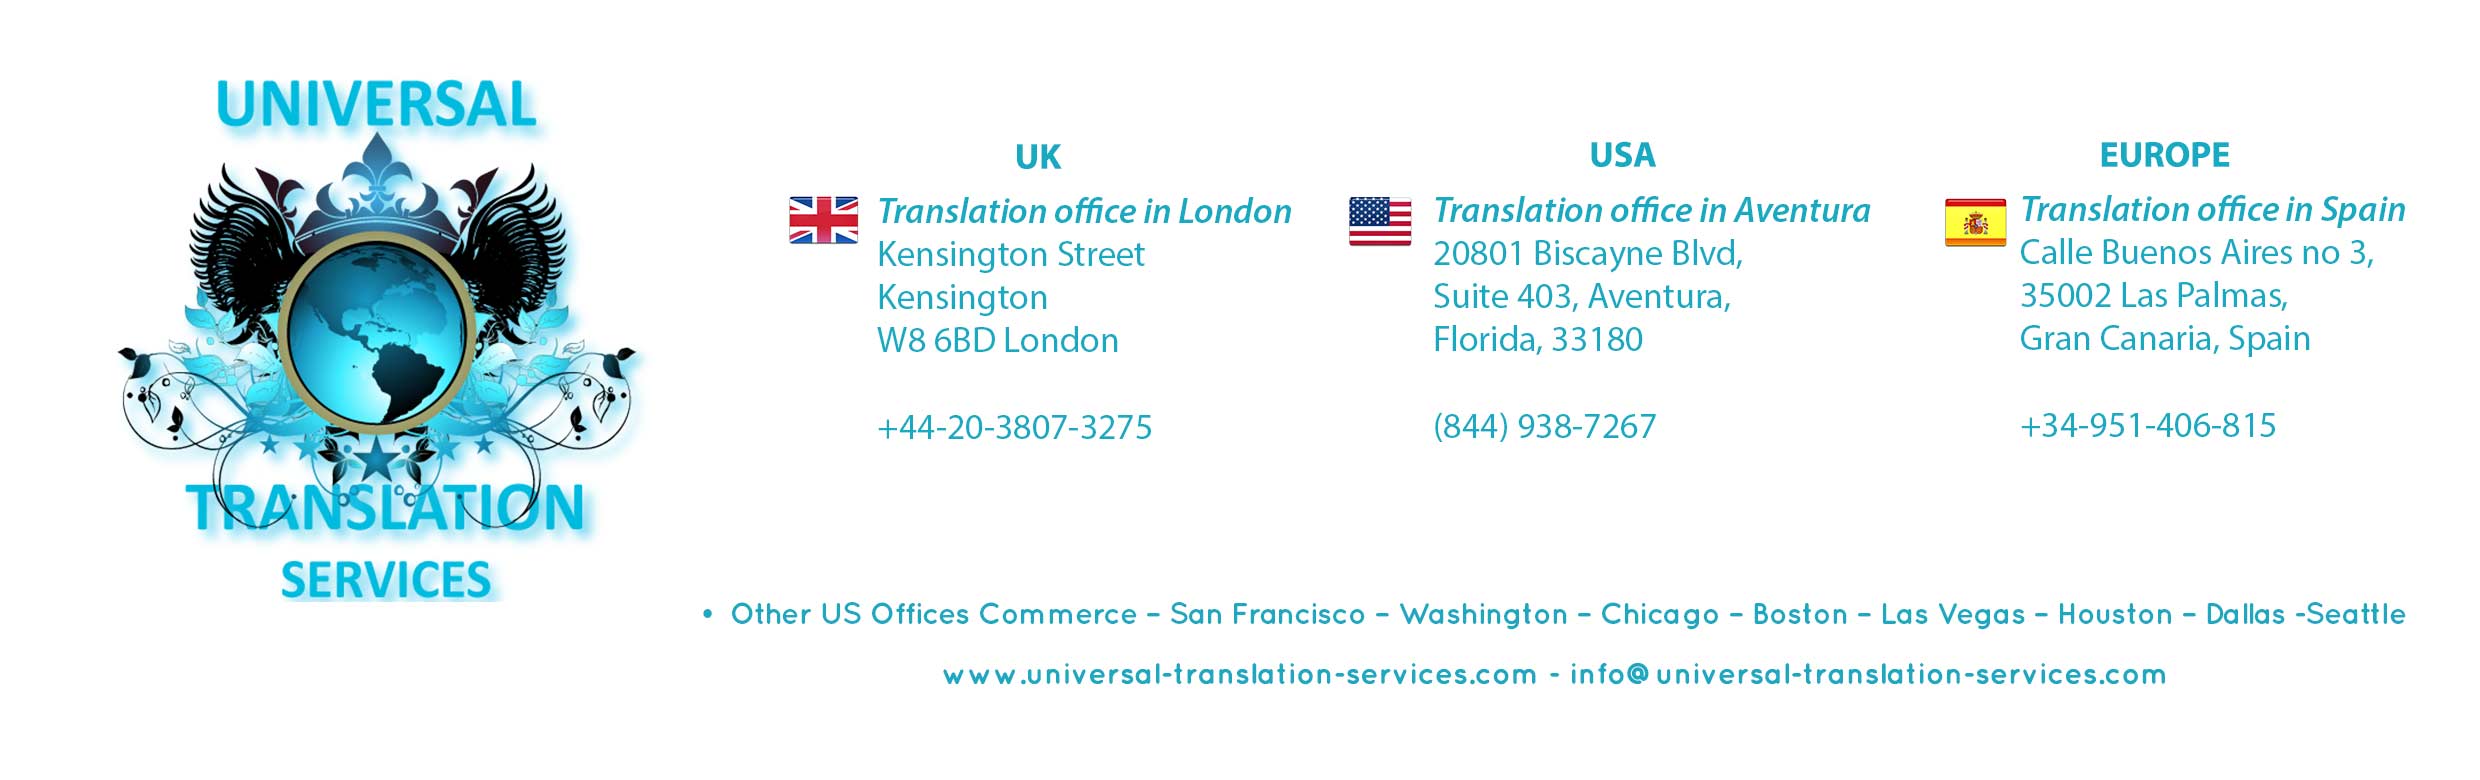 UNIVERSAL
TRANSLATION
SERVICES
UK
Translation office in London
Kensington Street
Kensington
W8 6BD London
+44-20-3807-3275
USA
Translation office in Aventura
20801 Biscayne Blvd,
Suite 403, Aventura,
Florida, 33180
(844) 938-7267
EUROPE
Translation office in Spain
Calle Buenos Aires no 3,
35002 Las Palmas,
Gran Canaria, Spain
+34-951-406-815
• Other US Offices Commerce – San Francisco – Washington – Chicago – Boston – Las Vegas – Houston – Dallas -Seattle
www.universal-translation-services.com - info@universal-translation-services.com